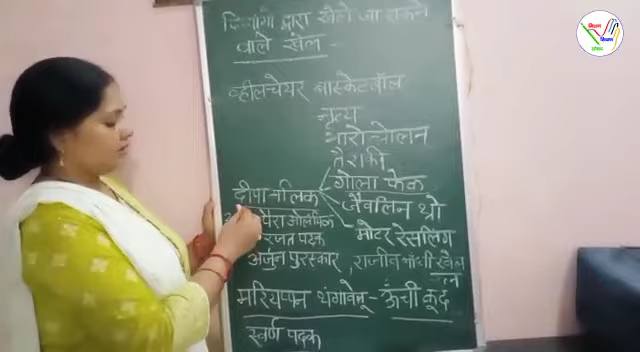 दिव्यांगों द्वारा खेले जा सकने
वाले खेल -
व्हीलचेयर बास्केटबॉल
नृत्य
भारोत्तोलन
तैराकी
दीपा मलिक
गोला फेंक
जैवलिन थ्रो
मोटर रेसलिंग
पैरा ओलंपिक
रजत पदक
अर्जुन पुरस्कार, राजीव गाँधी खेल
रत्न
मरियप्पन थंगावेलू - ऊँची कूद
स्वर्ण पदक